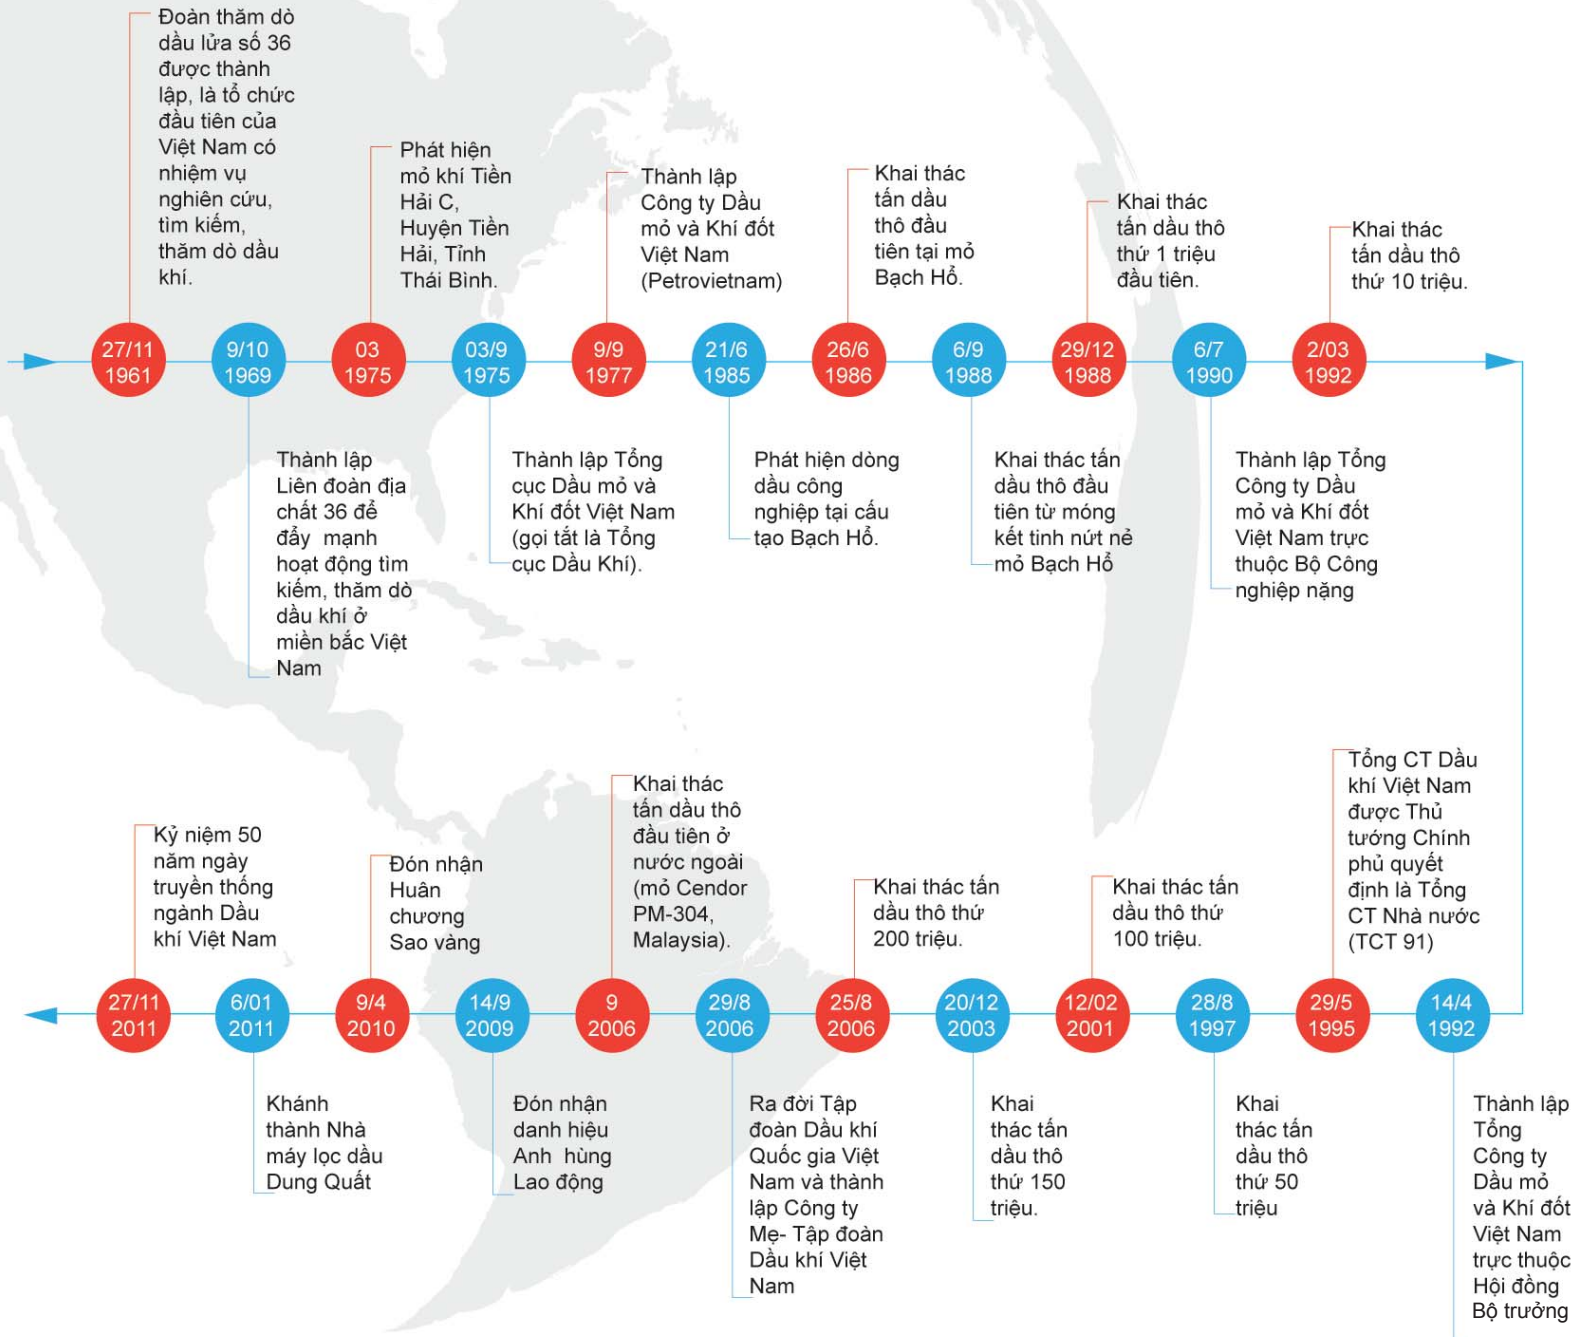 Đoàn thăm dò
dầu lửa số 36
được thành
lập, là tổ chức
đầu tiên của
Việt Nam có
nhiệm vụ
nghiên cứu,
tìm kiếm,
thăm dò dầu
khí.
Phát hiện
mỏ khí Tiền
Hải C,
Huyện Tiền
Hải, Tỉnh
Thái Bình.
Thành lập
Công ty Dầu
mỏ và Khí đốt
Việt Nam
(Petrovietnam)
Khai thác
tấn dầu
thô đầu
tiên tại mỏ
Bạch Hổ.
Khai thác
tấn dầu thô
thứ 1 triệu
đầu tiên.
Khai thác
tấn dầu thô
thứ 10 triệu.
27/11
1961
9/10
1969
03
1975
03/9
1975
9/9
1977
21/6
1985
26/6
1986
6/9
1988
29/12
1988
6/7
1990
2/03
1992
Thành lập
Liên đoàn địa
chất 36 để
đẩy mạnh
hoạt động tìm
kiếm, thăm dò
dầu khí ở
miền bắc Việt
Nam
Thành lập Tổng
cục Dầu mỏ và
Khí đốt Việt Nam
(gọi tắt là Tổng
cục Dầu Khí).
Phát hiện dòng
dầu công
nghiệp tại cấu
tạo Bạch Hổ.
Khai thác tấn
dầu thô đầu
tiên từ móng
kết tinh nứt nẻ
mỏ Bạch Hổ
Thành lập Tổng
Công ty Dầu
mỏ và Khí đốt
Việt Nam trực
thuộc Bộ Công
nghiệp nặng
Kỷ niệm 50
năm ngày
truyền thống
ngành Dầu
khí Việt Nam
Đón nhận
Huân
chương
Sao vàng
Khai thác
tấn dầu thô
đầu tiên ở
nước ngoài
(mỏ Cendor
PM-304,
Malaysia).
Khai thác tấn
dầu thô thứ
200 triệu.
Khai thác tấn
dầu thô thứ
100 triệu.
Tổng CT Dầu
khí Việt Nam
được Thủ
tướng Chính
phủ quyết
định là Tổng
CT Nhà nước
(TCT 91)
27/11
2011
6/01
2011
9/4
2010
14/9
2009
9
2006
29/8
2006
25/8
2006
20/12
2003
12/02
2001
28/8
1997
29/5
1995
14/4
1992
Khánh
thành Nhà
máy lọc dầu
Dung Quất
Đón nhận
danh hiệu
Anh hùng
Lao động
Ra đời Tập
đoàn Dầu khí
Quốc gia Việt
Nam và thành
lập Công ty
Mẹ- Tập đoàn
Dầu khí Việt
Nam
Khai
thác tấn
dầu thô
thứ 150
triệu.
Khai
thác tấn
dầu thô
thứ 50
triệu
Thành lập
Tổng
Công ty
Dầu mỏ
và Khí đốt
Việt Nam
trực thuộc
Hội đồng
Bộ trưởng